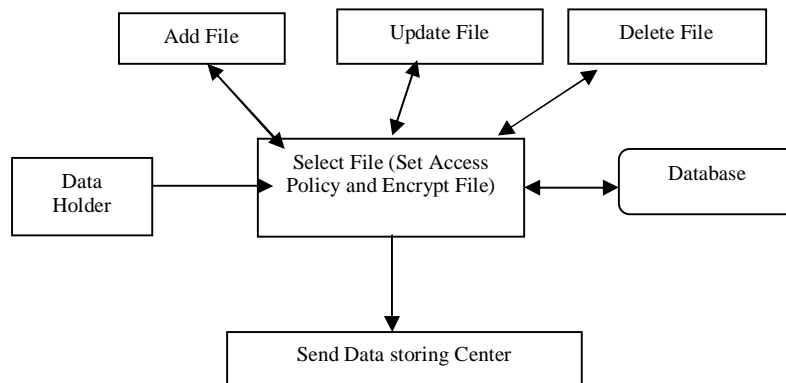 Add File
Update File
Delete File
Select File (Set Access
Policy and Encrypt File)
Data
Holder
Database
Send Data storing Center